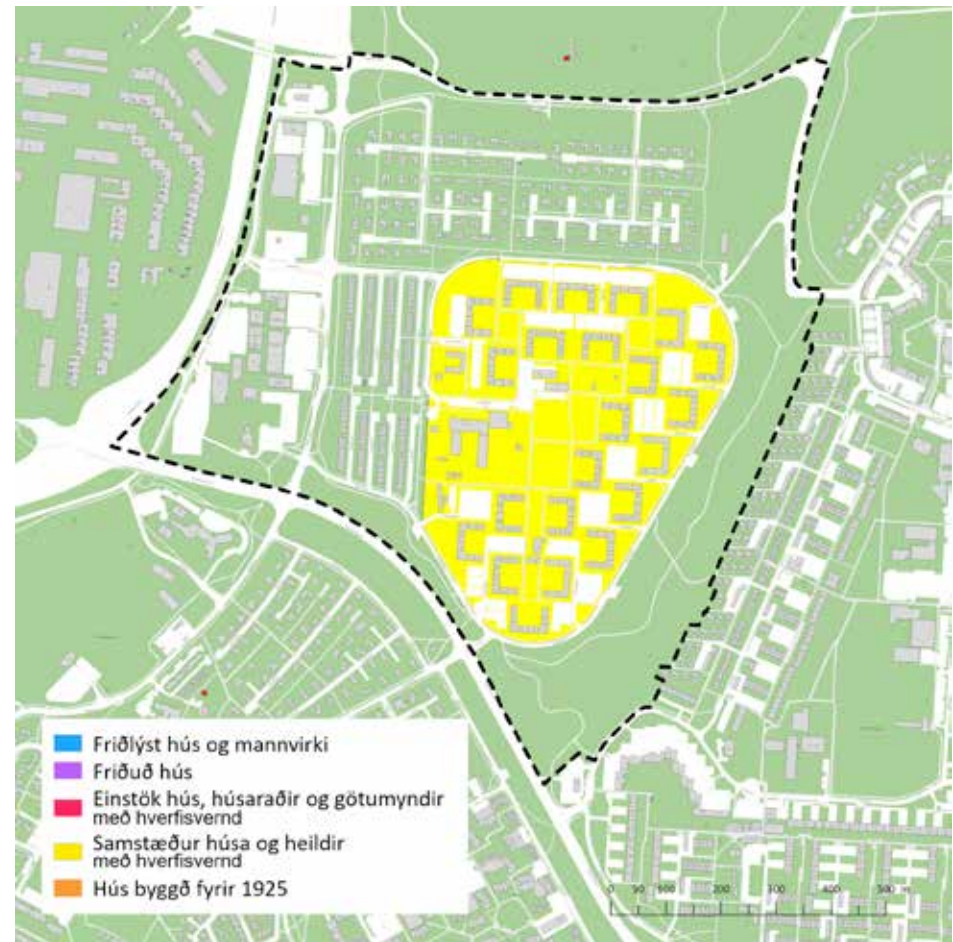 Friðlýst hús og mannvirki
Friðuð hús
Einstök hús, húsaraðir og götumyndir
með hverfisvernd
Samstæður húsa og heildir
með hverfisvernd
Hús byggð fyrir 1925
0 50 100 200 300 400 500 m